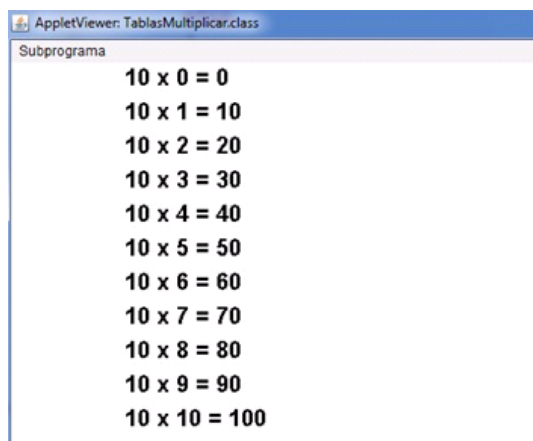 AppletViewer: TablasMultiplicar.class
Subprograma
10 x 0 = 0
10 x 1 = 10
10 x 2 = 20
10 x 3 = 30
10 x 4 = 40
10 x 5 = 50
10 x 6 = 60
10 x 7 = 70
10 x 8 = 80
10 x 9 = 90
10 x 10 = 100